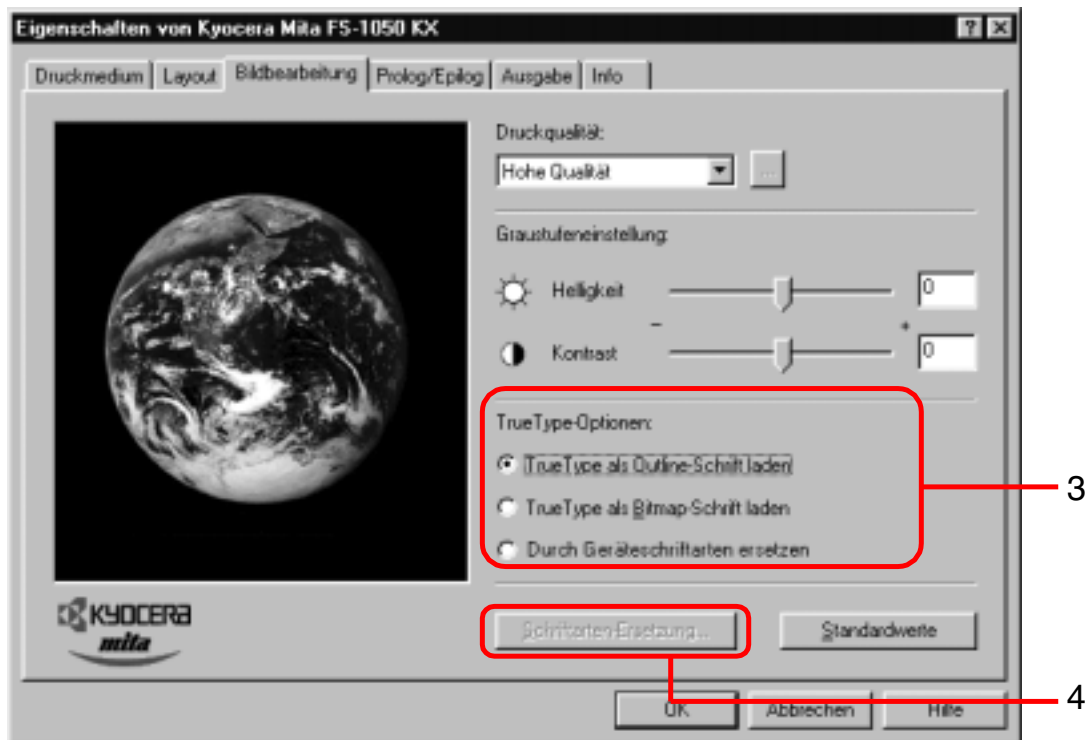 Eigenschaften von Kyocera Mita FS-1050 KX
Druckmedium Layout Bildbearbeitung Prolog/Epilog Ausgabe Info
Druckqualität:
Hohe Qualität ...
Graustufeneinstellung:
Helligkeit 0
- +
Kontrast 0
TrueType-Optionen:
TrueType als Outline-Schrift laden
TrueType als Bitmap-Schrift laden
3
Durch Geräteschriftarten ersetzen
KYOCERA
mita
Schriftarten-Ersetzung... Standardwerte
OK Abbrechen Hilfe
4